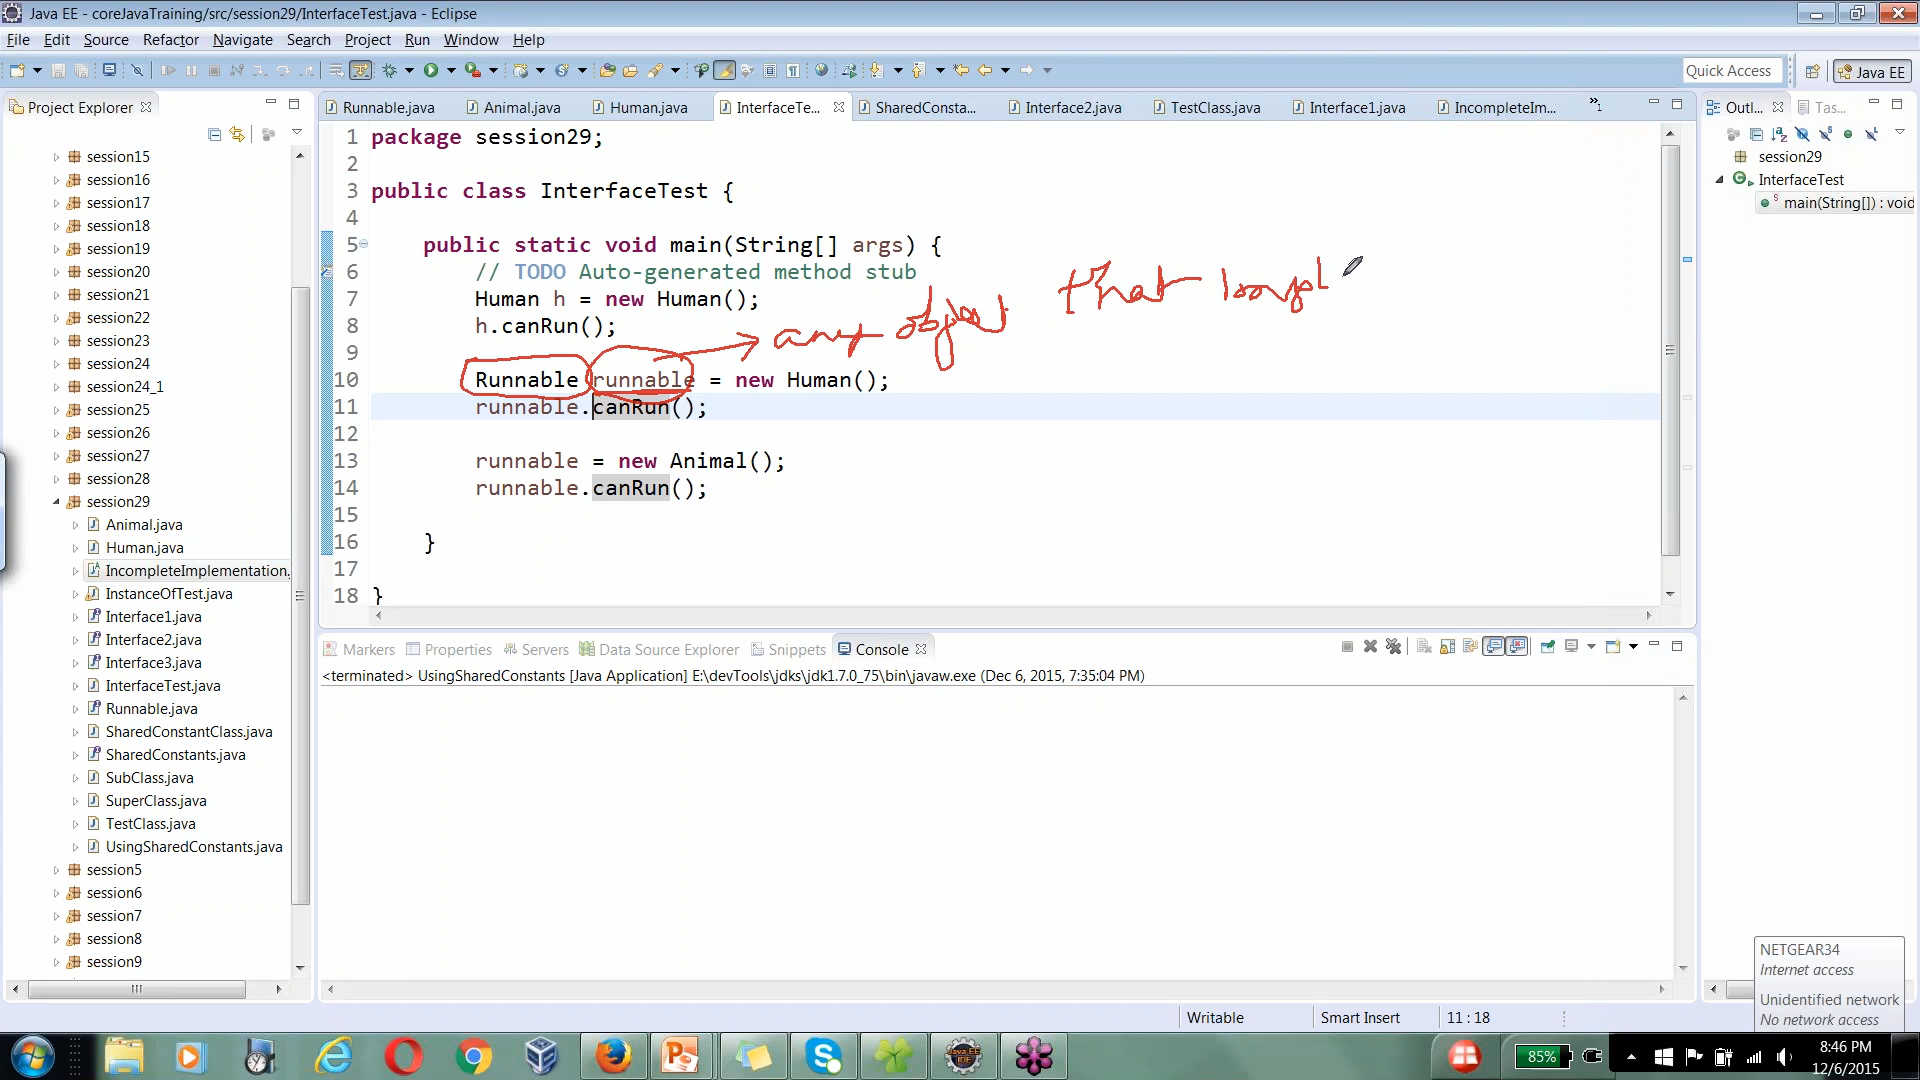 Java EE - coreJavaTraining/src/session29/InterfaceTest.java - Eclipse
File Edit Source Refactor Navigate Search Project Run Window Help
Quick Access
Java EE
Project Explorer
Runnable.java Animal.java Human.java InterfaceTe... SharedConsta... Interface2.java TestClass.java Interface1.java IncompleteIm... »1
Outl... Tas...
session15
session16
session17
session18
session19
session20
session21
session22
session23
session24
session24_1
session25
session26
session27
session28
session29
Animal.java
Human.java
IncompleteImplementation.
InstanceOfTest.java
Interface1.java
Interface2.java
Interface3.java
InterfaceTest.java
Runnable.java
SharedConstantClass.java
SharedConstants.java
SubClass.java
SuperClass.java
TestClass.java
UsingSharedConstants.java
session5
session6
session7
session8
session9
1 package session29;
2
3 public class InterfaceTest {
4
5 public static void main(String[] args) {
6 // TODO Auto-generated method stub
7 Human h = new Human();
8 h.canRun();
9
10 Runnable runnable = new Human();
11 runnable.canRun();
12
13 runnable = new Animal();
14 runnable.canRun();
15
16 }
17
18 }
any object that
session29
InterfaceTest
main(String[]) : void
Markers Properties Servers Data Source Explorer Snippets Console
<terminated> UsingSharedConstants [Java Application] E:\devTools\jdks\jdk1.7.0_75\bin\javaw.exe (Dec 6, 2015, 7:35:04 PM)
NETGEAR34
Internet access
Unidentified network
No network access
Writable Smart Insert 11 : 18
Java EE
IDE
85%
8:46 PM
12/6/2015